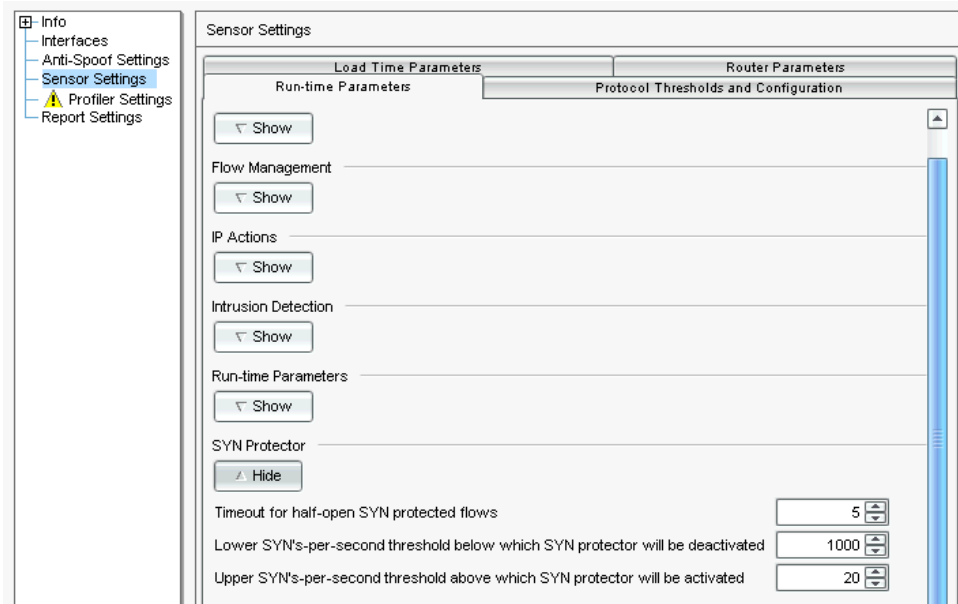 Info
Interfaces
Anti-Spoof Settings
Sensor Settings
Profiler Settings
Report Settings
Sensor Settings
Load Time Parameters
Router Parameters
Run-time Parameters
Protocol Thresholds and Configuration
Show
Flow Management
Show
IP Actions
Show
Intrusion Detection
Show
Run-time Parameters
Show
SYN Protector
Hide
Timeout for half-open SYN protected flows 5
Lower SYN's-per-second threshold below which SYN protector will be deactivated 1000
Upper SYN's-per-second threshold above which SYN protector will be activated 20